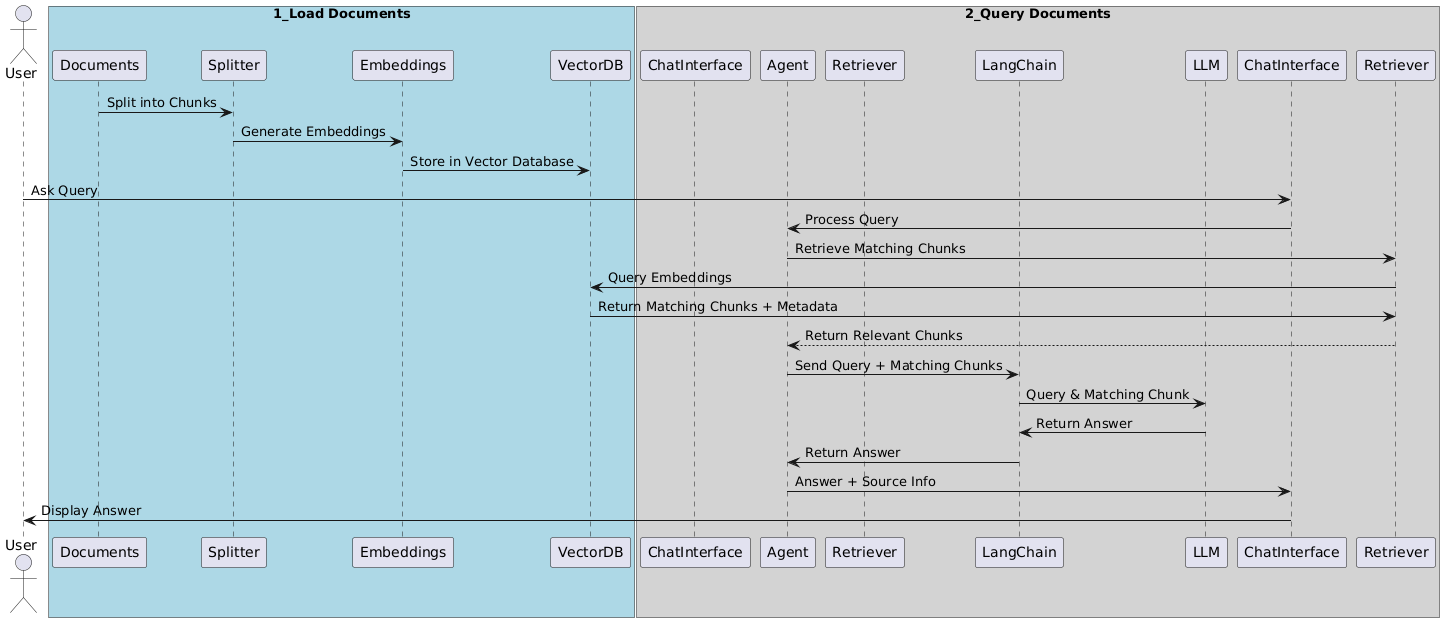 1_Load Documents
2_Query Documents
User
Documents
Splitter
Embeddings
VectorDB
ChatInterface
Agent
Retriever
LangChain
LLM
ChatInterface
Retriever
Split into Chunks
Generate Embeddings
Store in Vector Database
Ask Query
Process Query
Retrieve Matching Chunks
Query Embeddings
Return Matching Chunks + Metadata
Return Relevant Chunks
Send Query + Matching Chunks
Query & Matching Chunk
Return Answer
Return Answer
Answer + Source Info
Display Answer
User
Documents
Splitter
Embeddings
VectorDB
ChatInterface
Agent
Retriever
LangChain
LLM
ChatInterface
Retriever